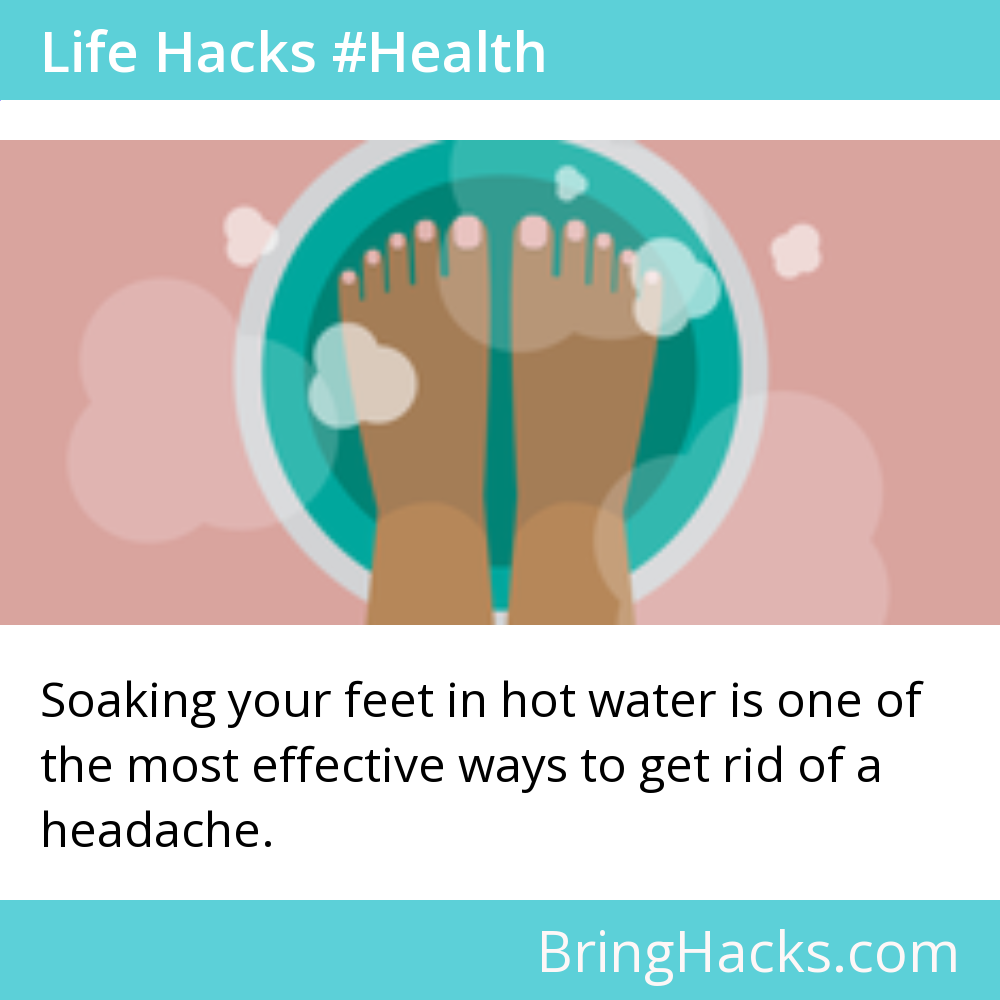 Life Hacks #Health
Soaking your feet in hot water is one of
the most effective ways to get rid of a
headache.
BringHacks.com